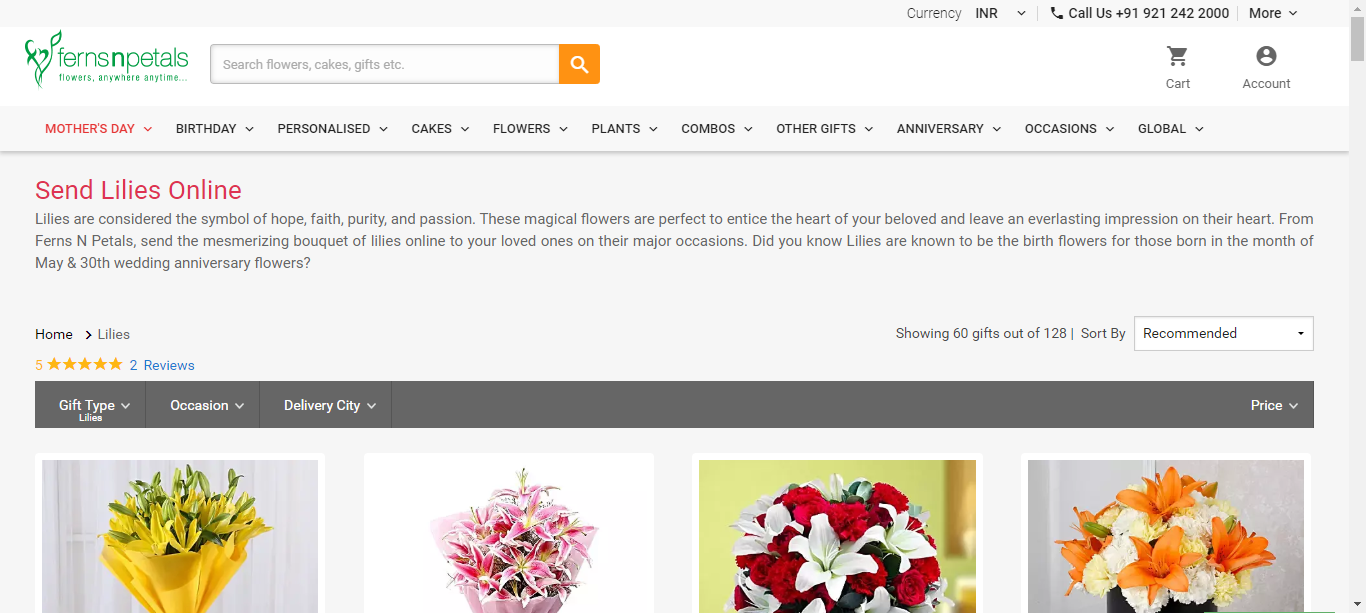 Currency INR Call Us +91 921 242 2000 More
fernsnpetals
flowers, anywhere anytime...
Search flowers, cakes, gifts etc.
Cart Account
MOTHER'S DAY BIRTHDAY PERSONALISED CAKES FLOWERS PLANTS COMBOS OTHER GIFTS ANNIVERSARY OCCASIONS GLOBAL
Send Lilies Online
Lilies are considered the symbol of hope, faith, purity, and passion. These magical flowers are perfect to entice the heart of your beloved and leave an everlasting impression on their heart. From
Ferns N Petals, send the mesmerizing bouquet of lilies online to your loved ones on their major occasions. Did you know Lilies are known to be the birth flowers for those born in the month of
May & 30th wedding anniversary flowers?
Home Lilies Showing 60 gifts out of 128 | Sort By Recommended
5 2 Reviews
Gift Type Occasion Delivery City Price
Lilies